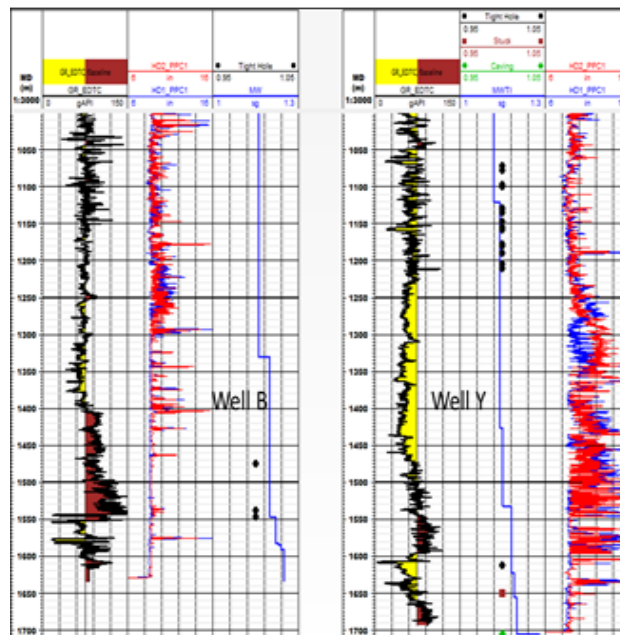 Tight Hole
0.95 1.05
Stuck
0.95 1.05
MD
(m)
1:3000
GR_EDTC Baseline
GR_EDTC
0 gAPI 150
HD2_PPC1
6 in 16
HD1_PPC1
6 in 16
Tight Hole
0.95 1.05
MW
1 sg 1.3
MD
(m)
1:3000
GR_EDTC Baseline
GR_EDTC
0 gAPI 150
Caving
0.95 1.05
MWTI
1 sg 1.3
HD2_PPC1
6 in 16
HD1_PPC1
6 in 16
1050
1100
1150
1200
1250
1300
1350
1400
1450
1500
1550
1600
1650
1700
Well B
1050
1100
1150
1200
1250
1300
1350
1400
1450
1500
1550
1600
1650
1700
Well Y